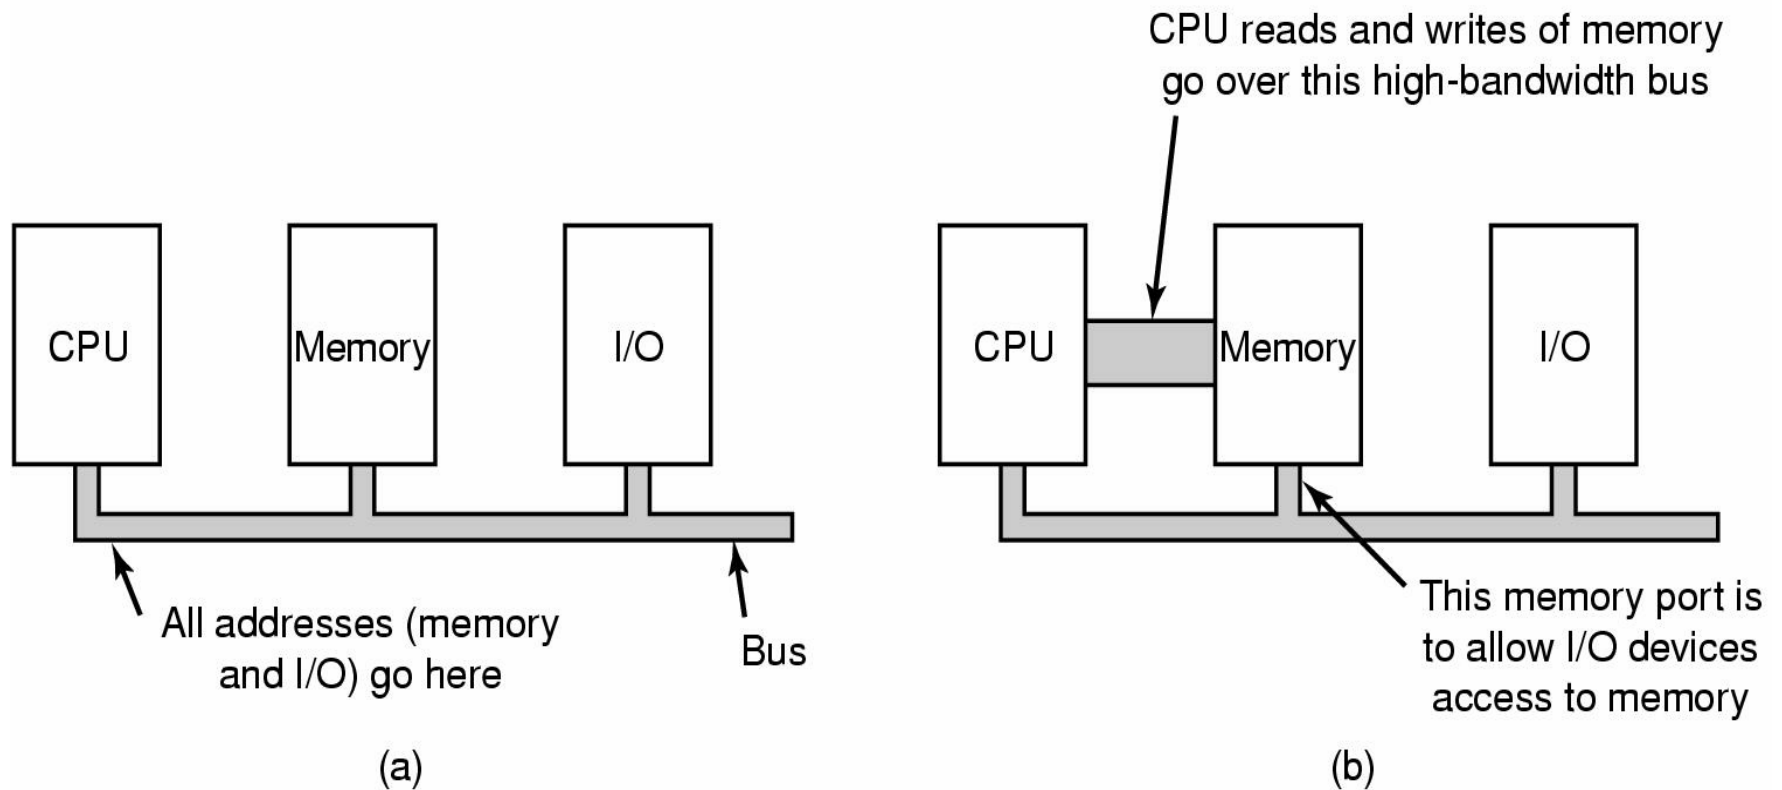 CPU reads and writes of memory
go over this high-bandwidth bus
CPU
Memory
I/O
All addresses (memory
and I/O) go here
Bus
(a)
CPU
Memory
I/O
This memory port is
to allow I/O devices
access to memory
(b)